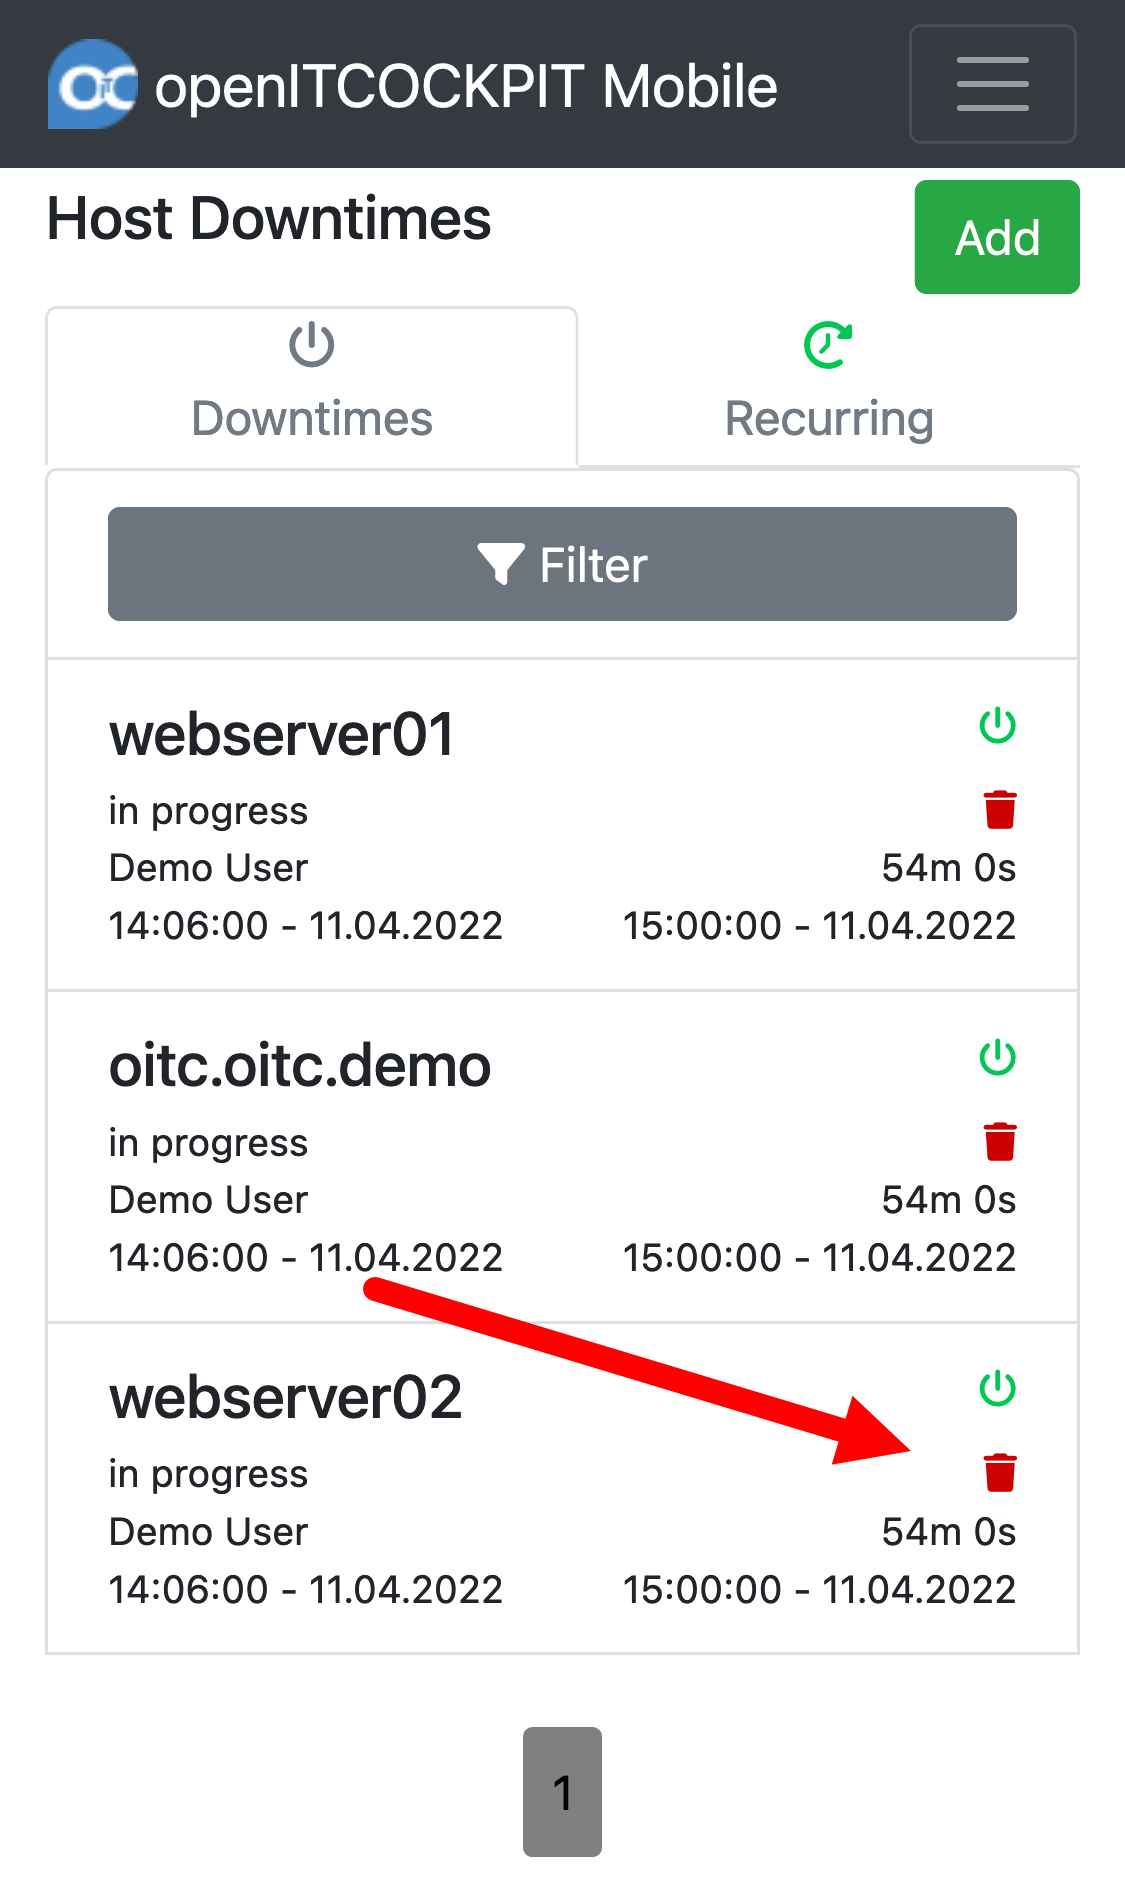 openITCOCKPIT Mobile
Host Downtimes
Add
Downtimes
Recurring
Filter
webserver01
in progress
Demo User 54m 0s
14:06:00 - 11.04.2022 15:00:00 - 11.04.2022
oitc.oitc.demo
in progress
Demo User 54m 0s
14:06:00 - 11.04.2022 15:00:00 - 11.04.2022
webserver02
in progress
Demo User 54m 0s
14:06:00 - 11.04.2022 15:00:00 - 11.04.2022
1